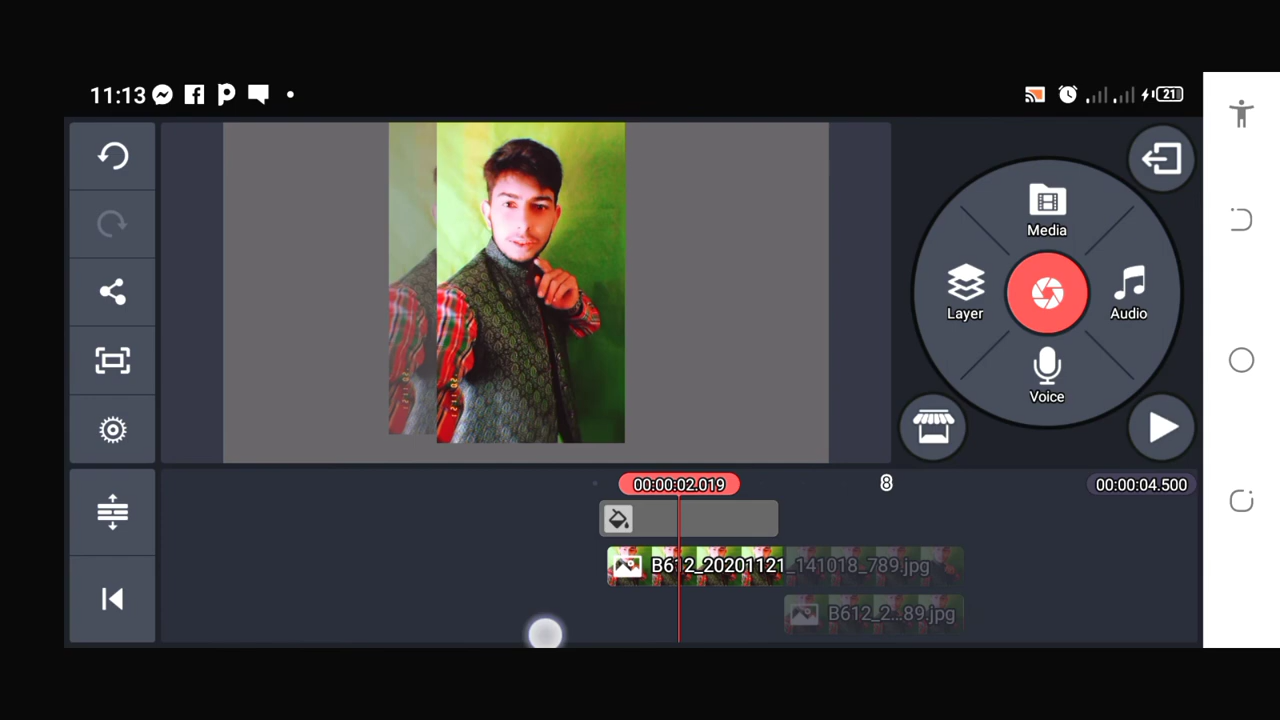 11:13
21
Media
Layer
Audio
Voice
00:00:02.019
8
00:00:04.500
B612_20201121_141018_789.jpg
B612_2...89.jpg